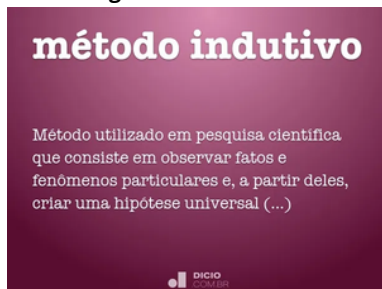 método indutivo
Método utilizado em pesquisa científica
que consiste em observar fatos e
fenômenos particulares e, a partir deles,
criar uma hipótese universal (...)
DICIO
.COM.BR